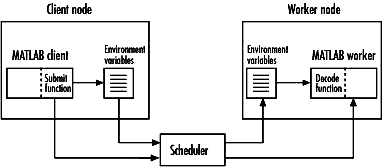 Client node
Worker node
MATLAB client
Environment
variables
Submit
function
Environment
variables
MATLAB worker
Decode
function
Scheduler